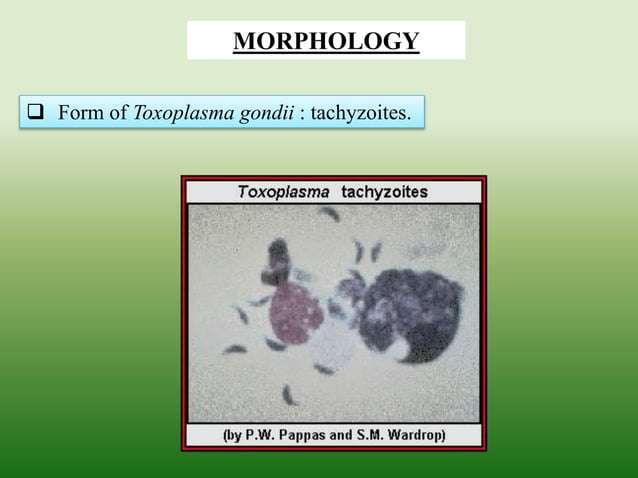 MORPHOLOGY
Form of Toxoplasma gondii : tachyzoites.
Toxoplasma tachyzoites
(by P.W. Pappas and S.M. Wardrop)